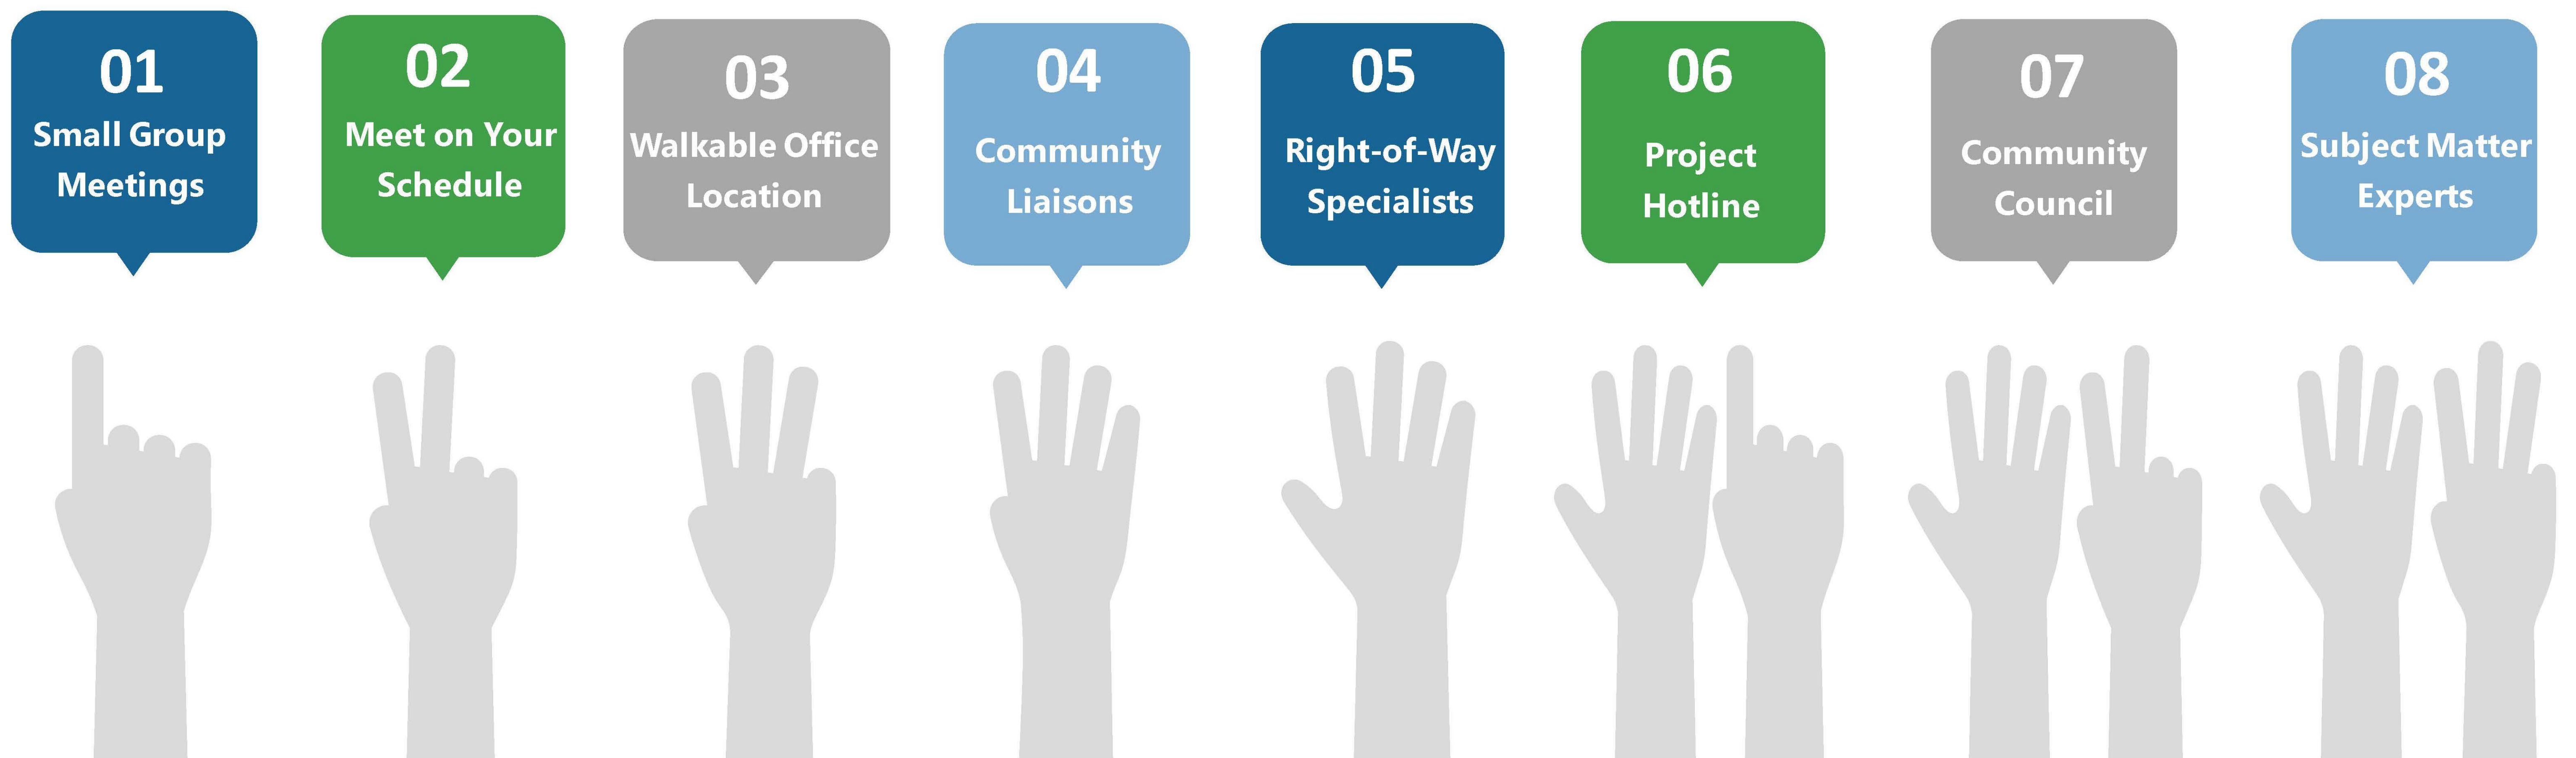 01
Small Group
Meetings
02
Meet on Your
Schedule
03
Walkable Office
Location
04
Community
Liaisons
05
Right-of-Way
Specialists
06
Project
Hotline
07
Community
Council
08
Subject Matter
Experts